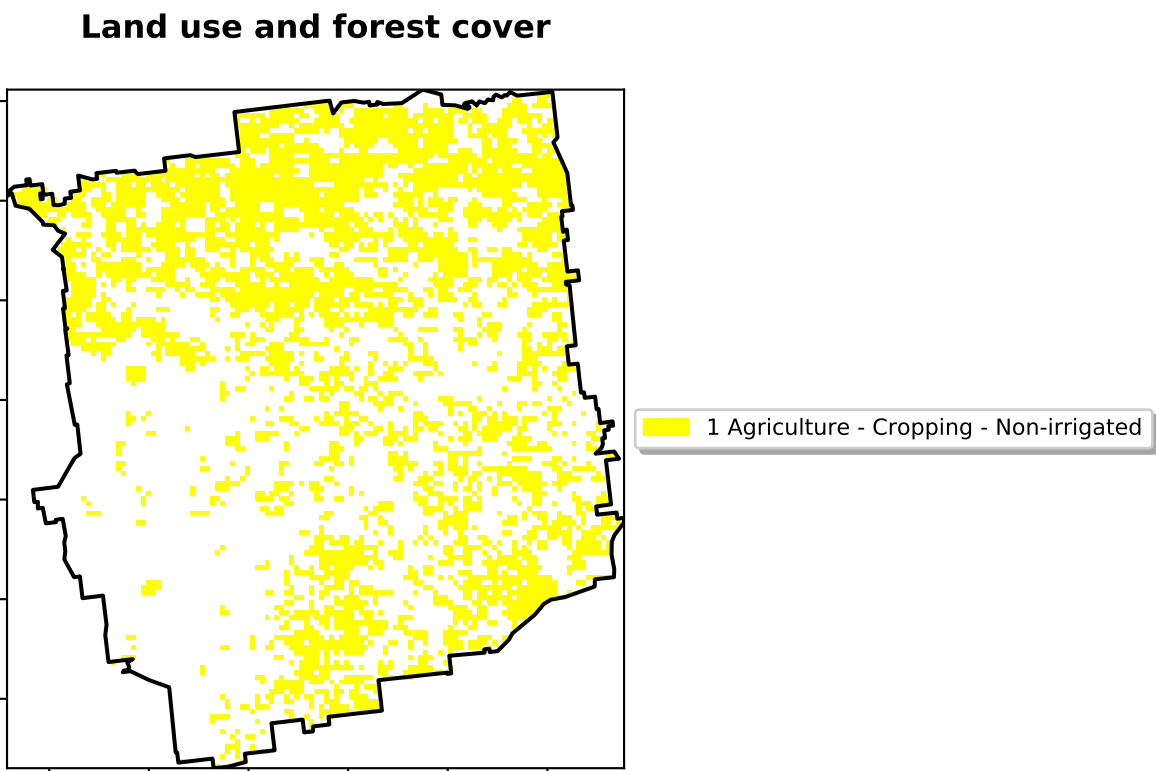 Land use and forest cover
1 Agriculture - Cropping - Non-irrigated